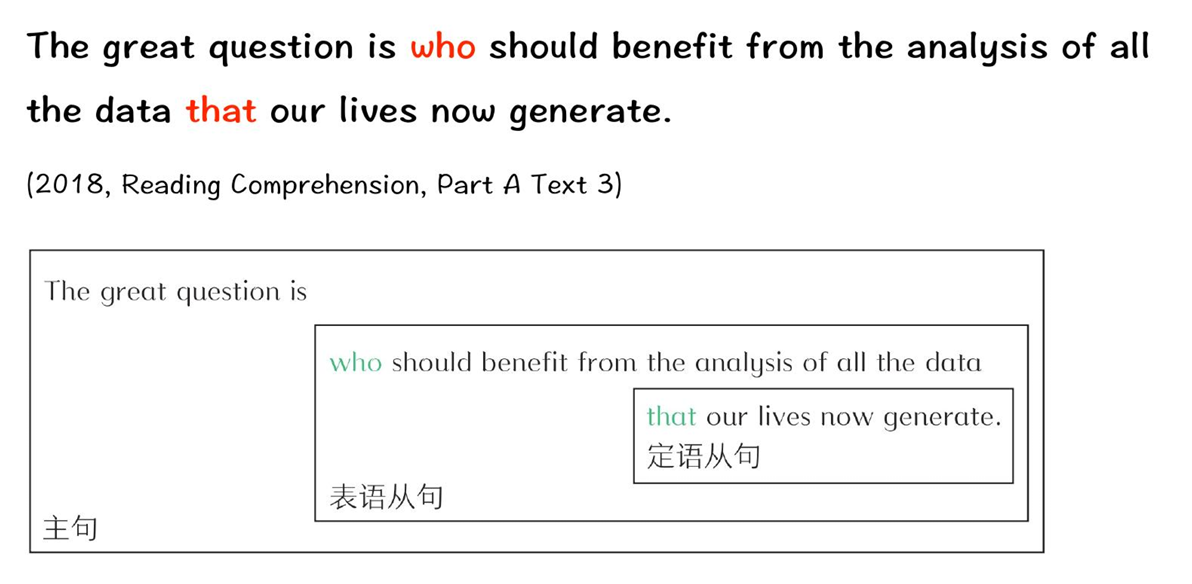 The great question is who should benefit from the analysis of all
the data that our lives now generate.
(2018, Reading Comprehension, Part A Text 3)
The great question is
who should benefit from the analysis of all the data
that our lives now generate.
定语从句
表语从句
主句